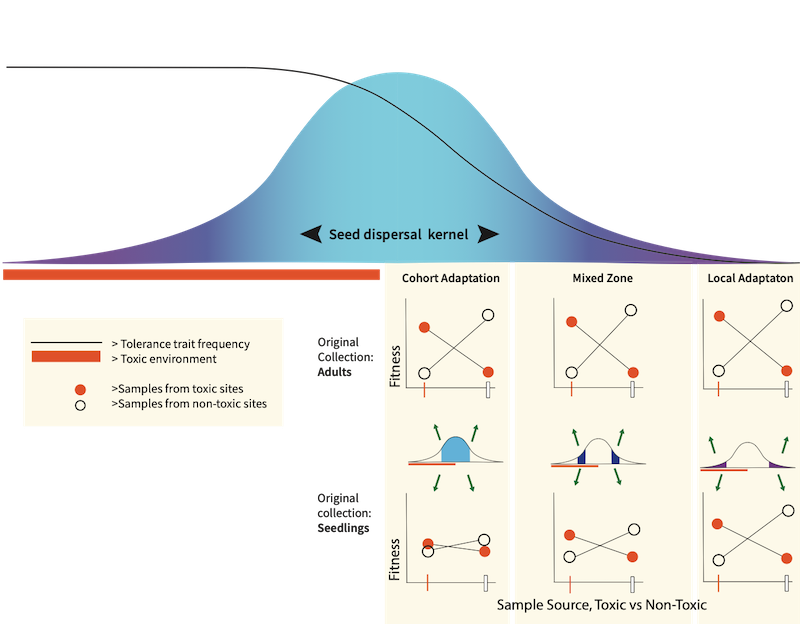 Seed dispersal kernel
Cohort Adaptation
Mixed Zone
Local Adaptaton
> Tolerance trait frequency
> Toxic environment
>Samples from toxic sites
>Samples from non-toxic sites
Original
Collection:
Adults
Fitness
Original
collection:
Seedlings
Fitness
Sample Source, Toxic vs Non-Toxic